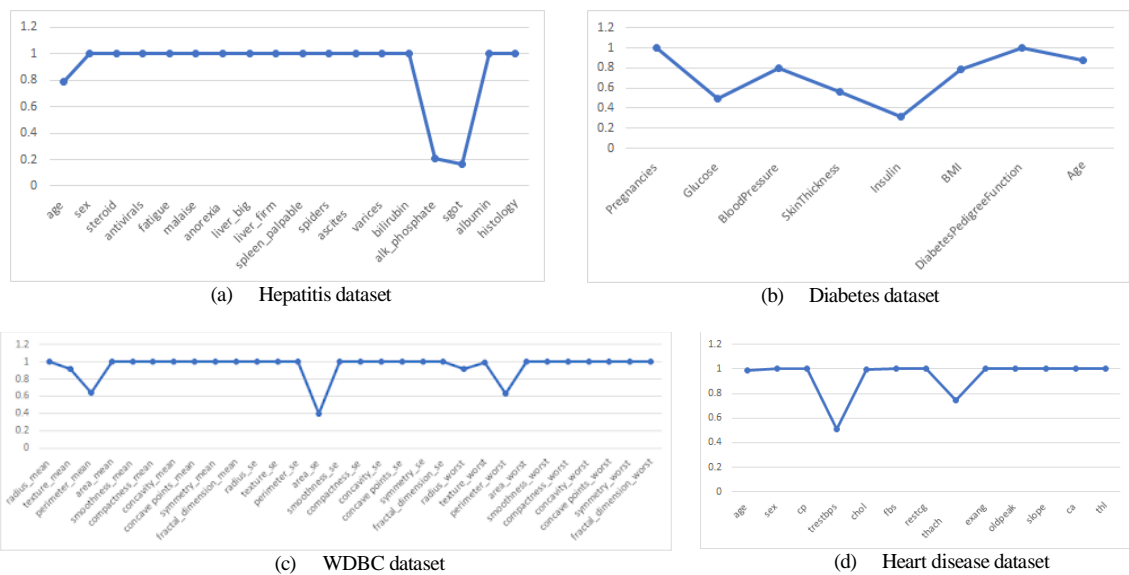 1.2
1
0.8
0.6
0.4
0.2
0
age
sex
steroid
antivirals
fatigue
malaise
anorexia
liver_big
liver_firm
spleen_palpable
spiders
ascites
varices
bilirubin
alk_phosphate
sgot
albumin
histology
(a) Hepatitis dataset
1.2
1
0.8
0.6
0.4
0.2
0
Pregnancies
Glucose
BloodPressure
SkinThickness
Insulin
BMI
DiabetesPedigreeFunction
Age
(b) Diabetes dataset
1.2
1
0.8
0.6
0.4
0.2
0
radius_mean
texture_mean
perimeter_mean
area_mean
smoothness_mean
compactness_mean
concavity_mean
concave points_mean
symmetry_mean
fractal_dimension_mean
radius_se
texture_se
perimeter_se
area_se
smoothness_se
compactness_se
concavity_se
concave points_se
symmetry_se
fractal_dimension_se
radius_worst
texture_worst
perimeter_worst
area_worst
smoothness_worst
compactness_worst
concavity_worst
concave points_worst
symmetry_worst
fractal_dimension_worst
(c) WDBC dataset
1.2
1
0.8
0.6
0.4
0.2
0
age
sex
cp
trestbps
chol
fbs
restcg
thach
exang
oldpeak
slope
ca
thl
(d) Heart disease dataset